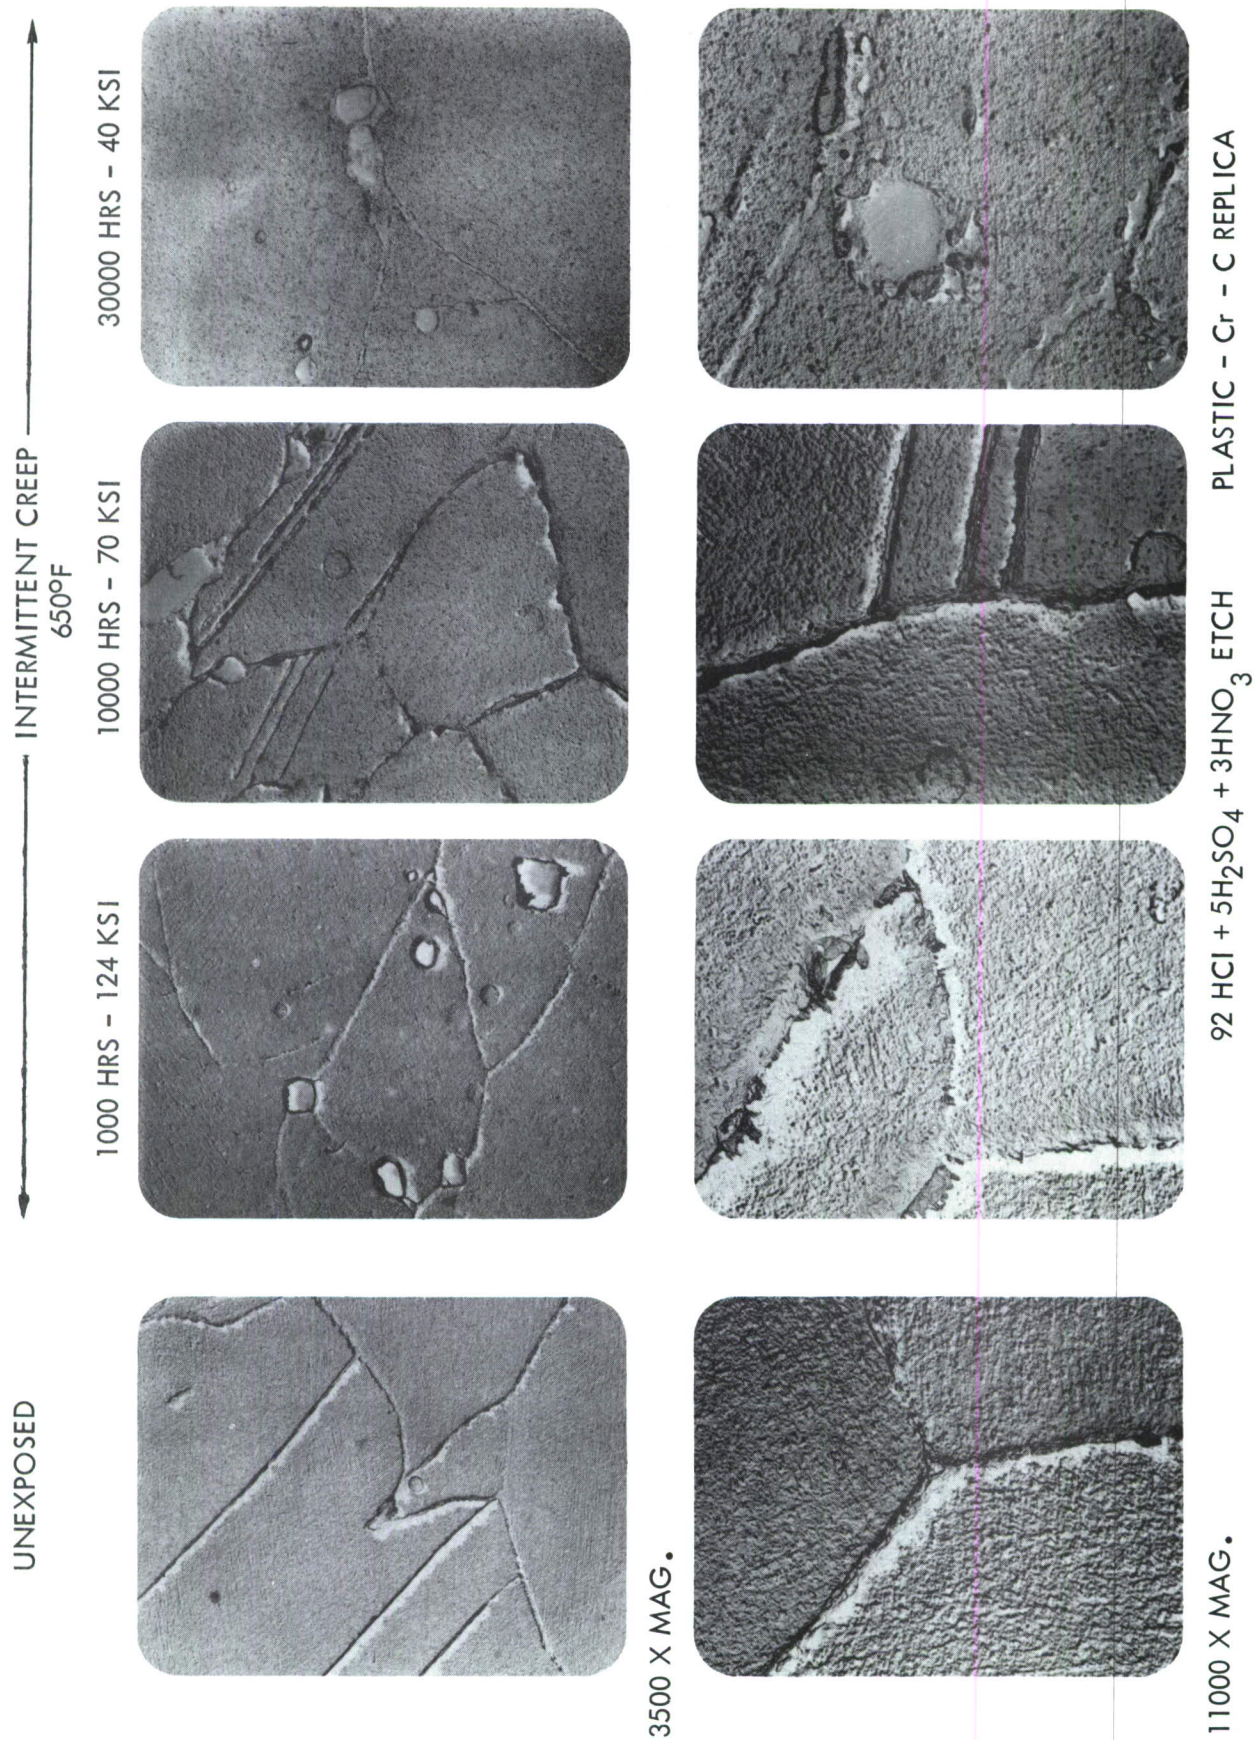 INTERMITTENT CREEP
650°F
UNEXPOSED
1000 HRS - 124 KSI
10000 HRS - 70 KSI
30000 HRS - 40 KSI
3500 X MAG.
11000 X MAG.
92 HCl + 5H₂SO₄ + 3HNO₃ ETCH
PLASTIC - Cr - C REPLICA